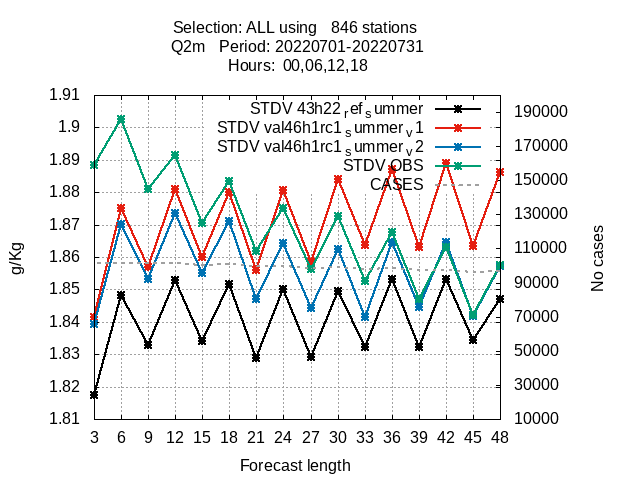 Selection: ALL using 846 stations
Q2m Period: 20220701-20220731
Hours: 00,06,12,18
STDV 43h22refsummer
STDV val46h1rc1summerv1
STDV val46h1rc1summerv2
STDV OBS
CASES
1.91
1.9
1.89
1.88
1.87
1.86
1.85
1.84
1.83
1.82
1.81
g/Kg
190000
170000
150000
130000
110000
90000
70000
50000
30000
10000
No cases
3 6 9 12 15 18 21 24 27 30 33 36 39 42 45 48
Forecast length